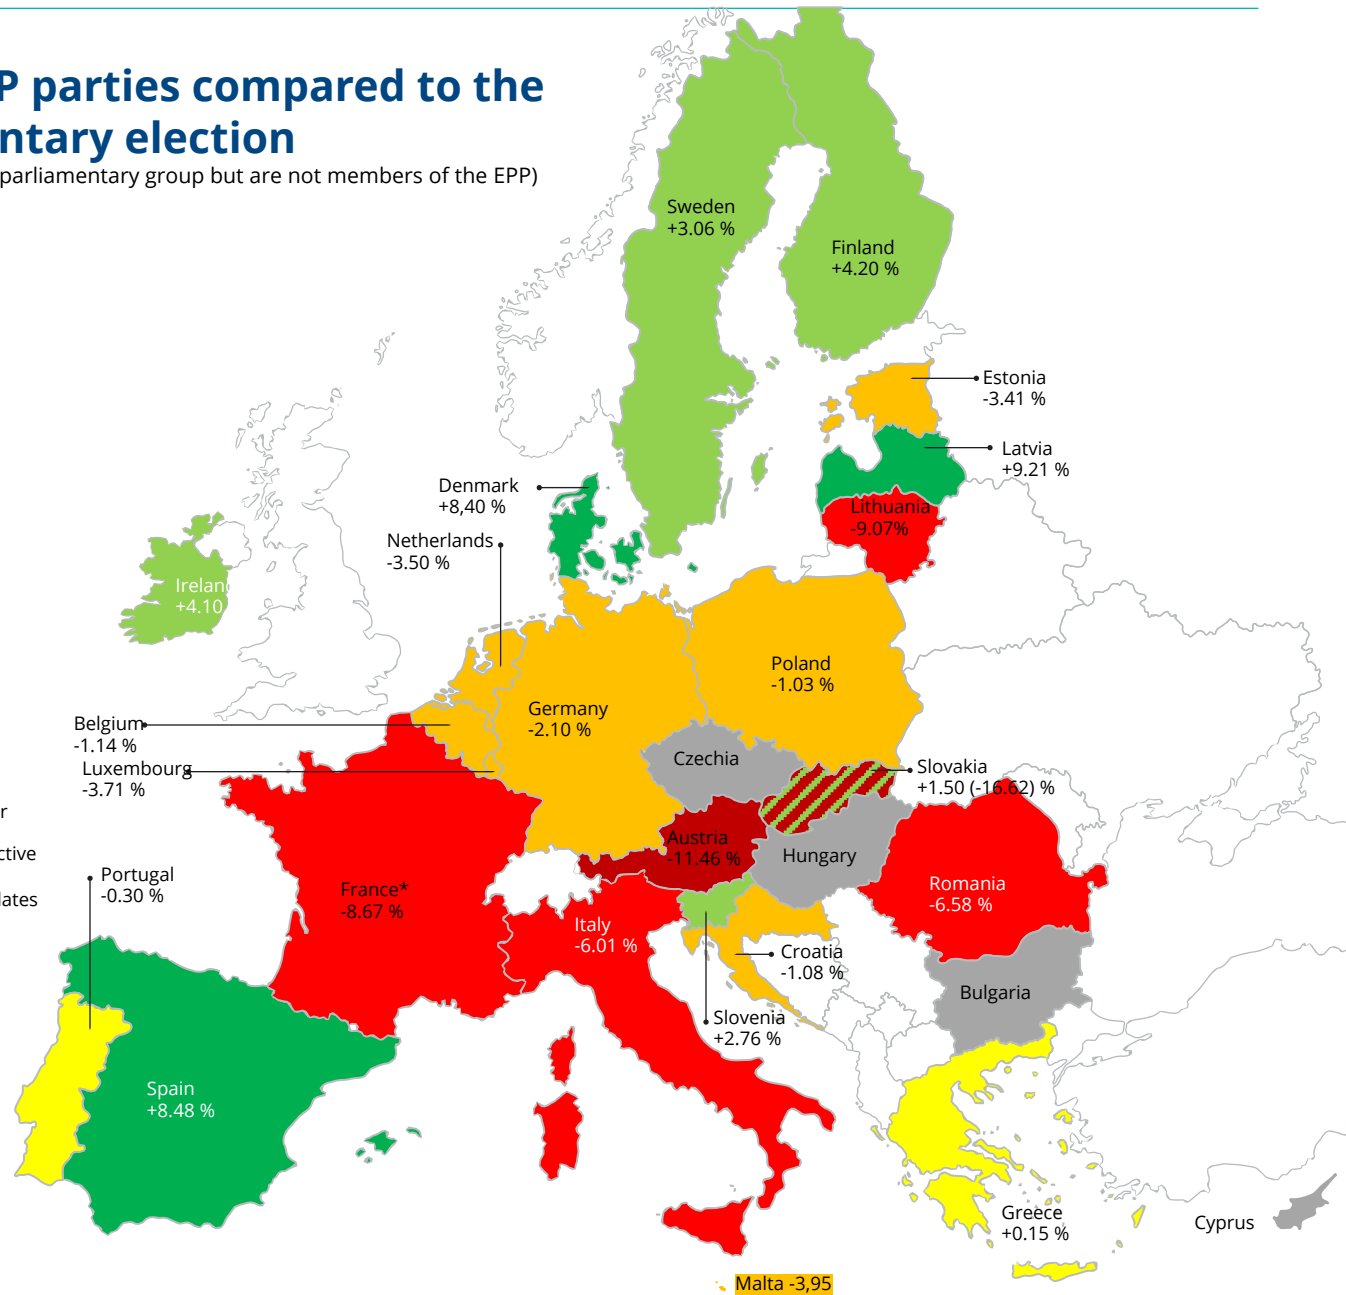 P parties compared to the
ntary election
parliamentary group but are not members of the EPP)
Sweden
+3.06 %
Finland
+4.20 %
Estonia
-3.41 %
Latvia
+9.21 %
Denmark
+8,40 %
Lithuania
-9.07%
Netherlands
-3.50 %
Irelan
+4.10
Poland
-1.03 %
Germany
-2.10 %
Belgium
-1.14 %
Luxembourg
-3.71 %
Czechia
Slovakia
+1.50 (-16.62) %
r
ctive
lates
Austria
-11.46 %
Hungary
Portugal
-0.30 %
France*
-8.67 %
Romania
-6.58 %
Italy
-6.01 %
Croatia
-1.08 %
Bulgaria
Slovenia
+2.76 %
Spain
+8.48 %
Greece
+0.15 %
Cyprus
Malta -3,95